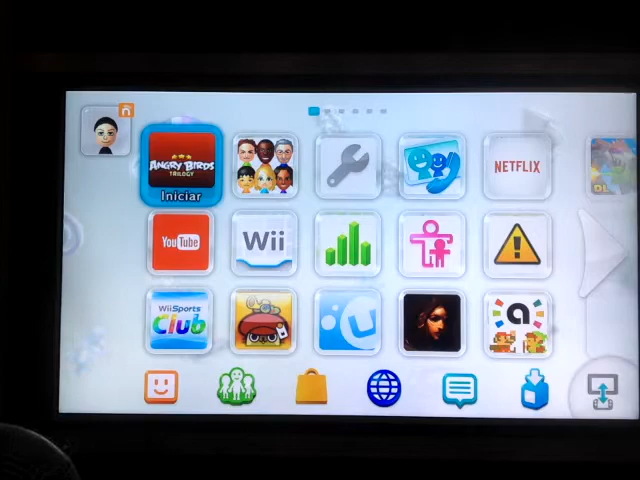 n
ANGRY BIRDS
TRILOGY
Iniciar
NETFLIX
YouTube
Wii
!
Wii Sports
Club
U
a